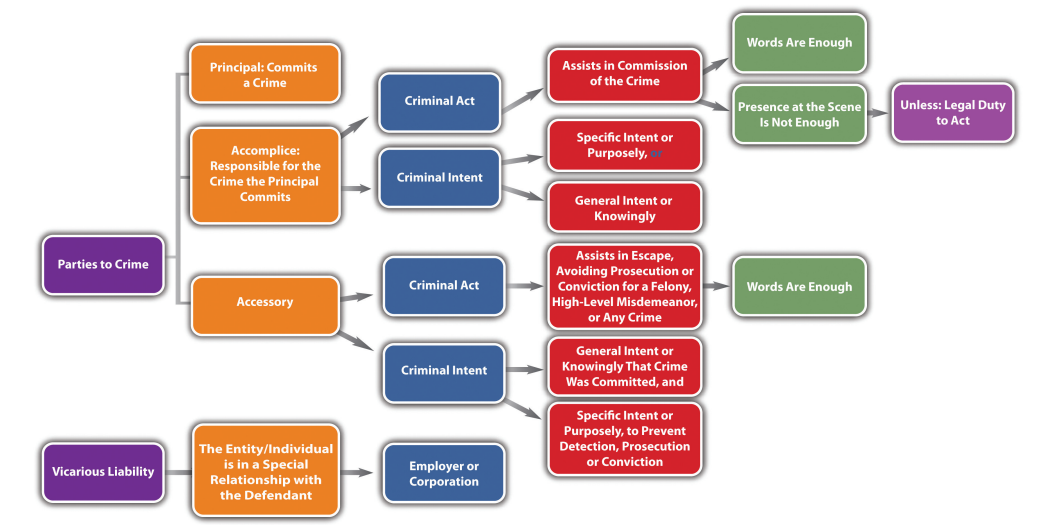 Parties to Crime
Principal: Commits
a Crime
Accomplice:
Responsible for the
Crime the Principal
Commits
Criminal Act
Assists in Commission
of the Crime
Words Are Enough
Presence at the Scene
Is Not Enough
Unless: Legal Duty
to Act
Criminal Intent
Specific Intent or
Purposely, or
General Intent or
Knowingly
Accessory
Criminal Act
Assists in Escape,
Avoiding Prosecution or
Conviction for a Felony,
High-Level Misdemeanor,
or Any Crime
Words Are Enough
Criminal Intent
General Intent or
Knowingly That Crime
Was Committed, and
Specific Intent or
Purposely, to Prevent
Detection, Prosecution
or Conviction
Vicarious Liability
The Entity/Individual
is in a Special
Relationship with
the Defendant
Employer or
Corporation